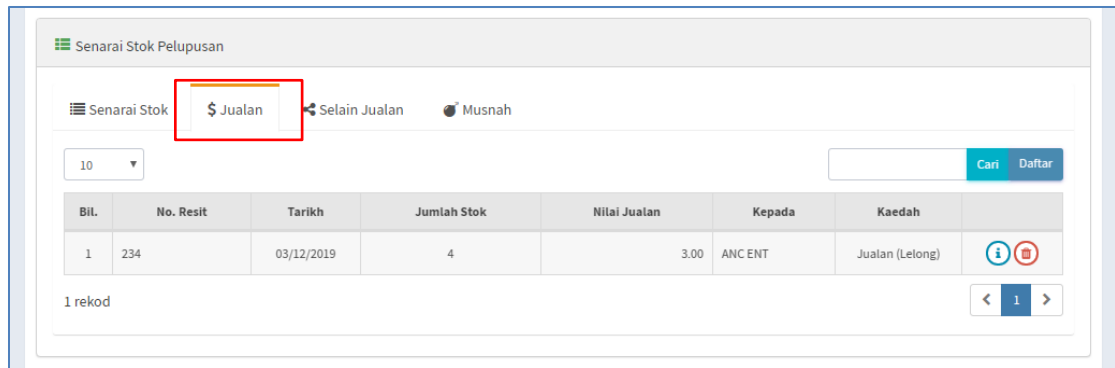 Senarai Stok Pelupusan
Senarai Stok $ Jualan Selain Jualan Musnah
10 Cari Daftar
Bil. No. Resit Tarikh Jumlah Stok Nilai Jualan Kepada Kaedah
1 234 03/12/2019 4 3.00 ANC ENT Jualan (Lelong)
1 rekod 1